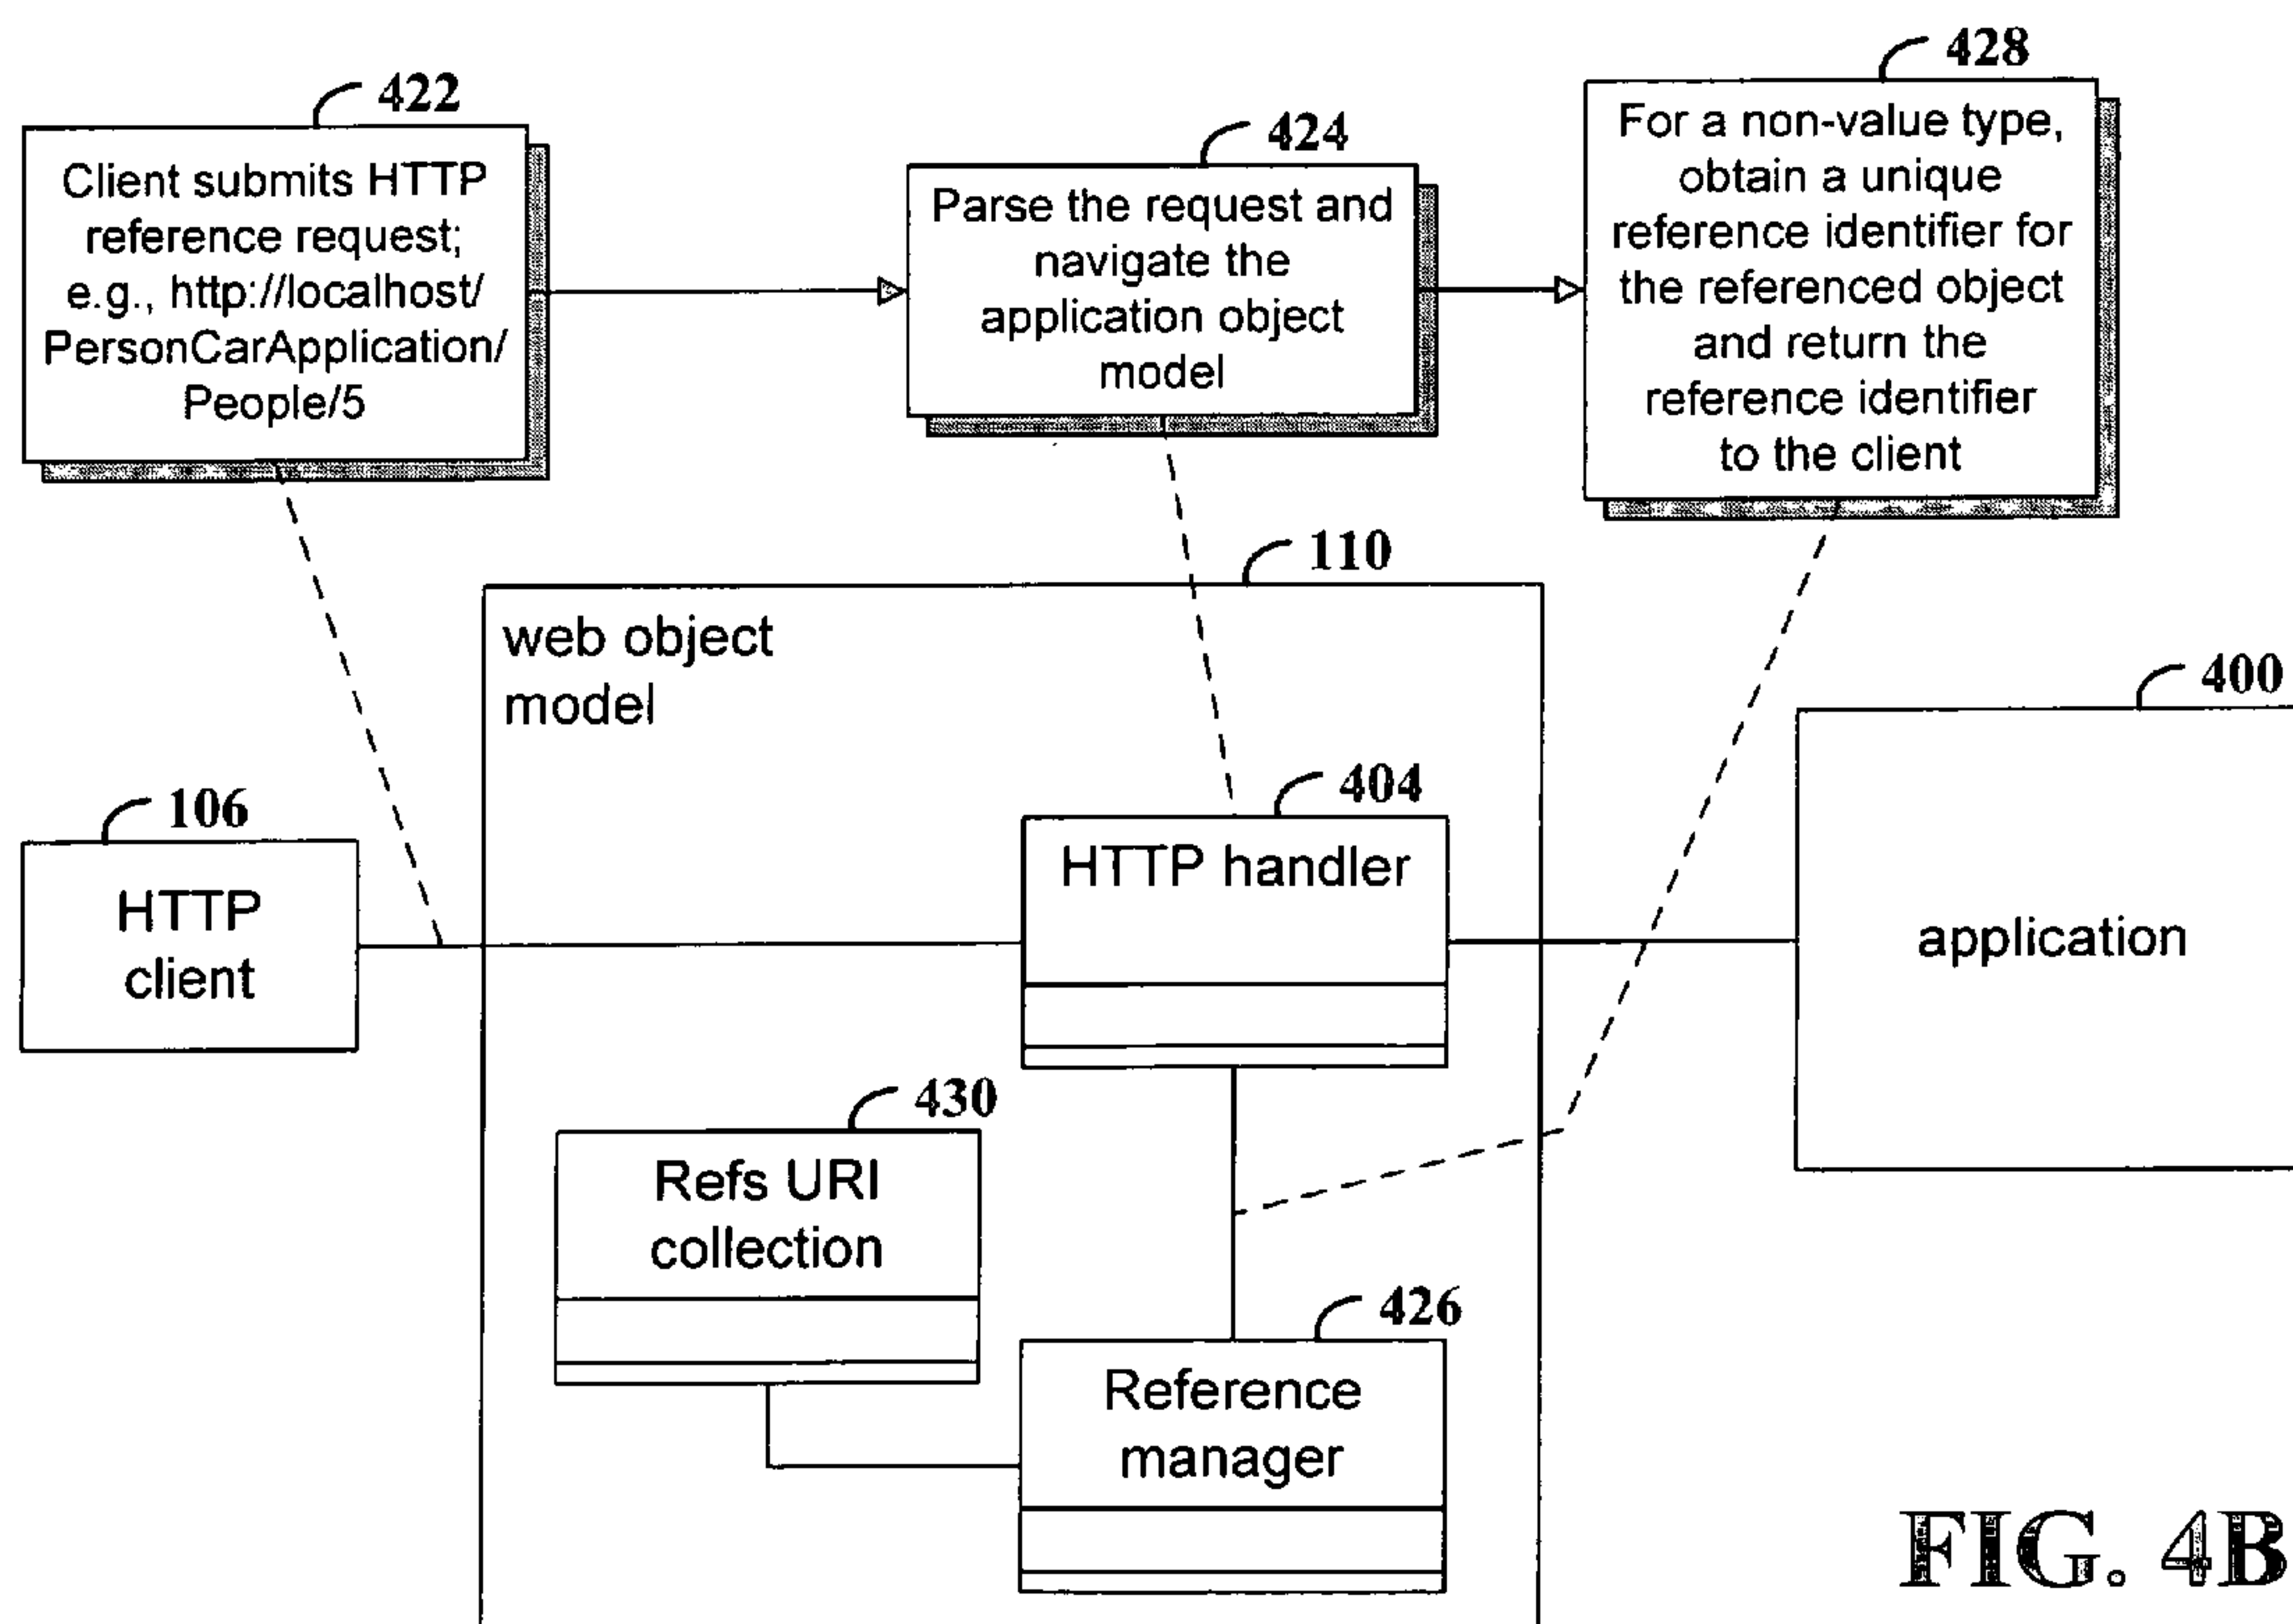 422
Client submits HTTP
reference request;
e.g., http://localhost/
PersonCarApplication/
People/5
424
Parse the request and
navigate the
application object
model
428
For a non-value type,
obtain a unique
reference identifier for
the referenced object
and return the
reference identifier
to the client
110
web object
model
106
HTTP
client
404
HTTP handler
400
application
430
Refs URI
collection
426
Reference
manager
FIG. 4B